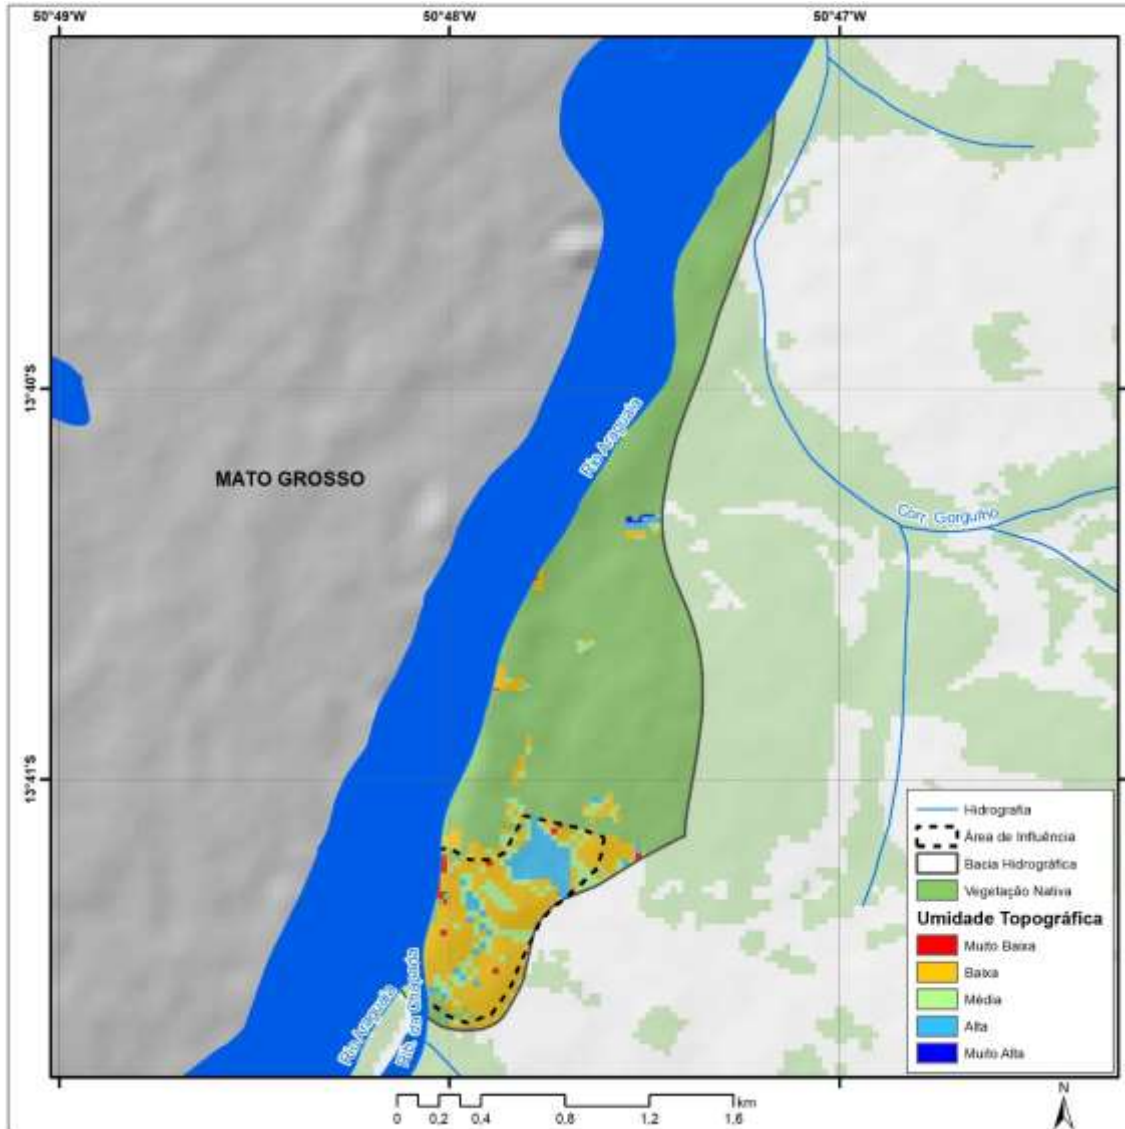 50°49'W 50°48'W 50°47'W
13°40'S
13°41'S
MATO GROSSO
Rio Araguaia
Córr. Gorgulho
Rio Araguaia
Hidrografia
Área de Influência
Bacia Hidrográfica
Vegetação Nativa
Umidade Topográfica
Muito Baixa
Baixa
Média
Alta
Muito Alta
km
0 0,2 0,4 0,8 1,2 1,6
N